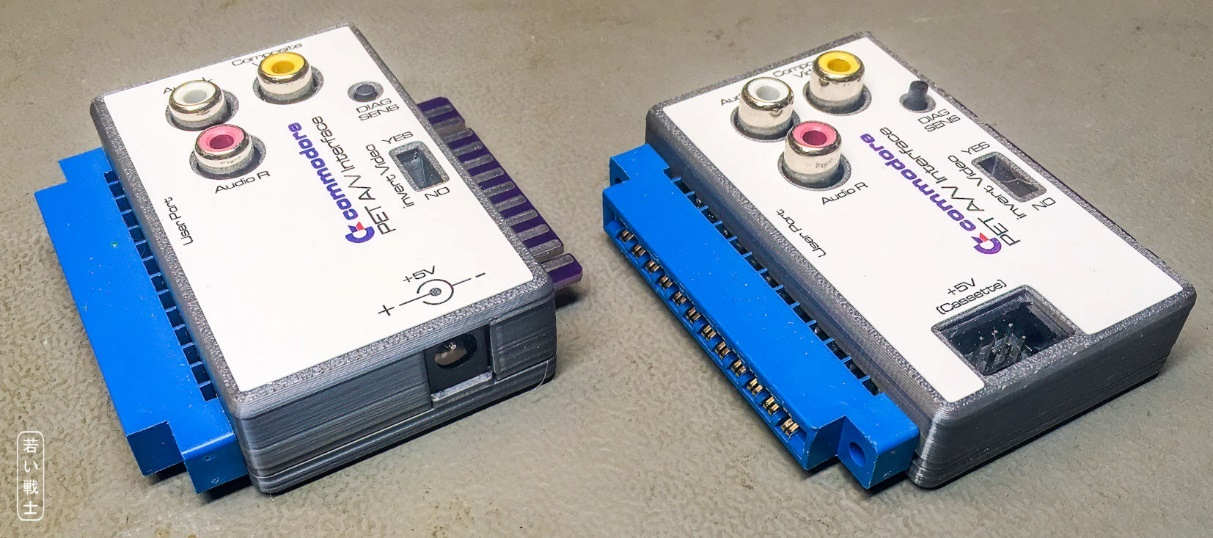 Composite
Audio R
User Port
DIAG
SENS
YES
NO
Invert Video
commodore
PET A/V Interface
+5V
+
-
Audio R
User Port
DIAG
SENS
YES
NO
Invert Video
commodore
PET A/V Interface
+5V
(Cassette)
若い戦士